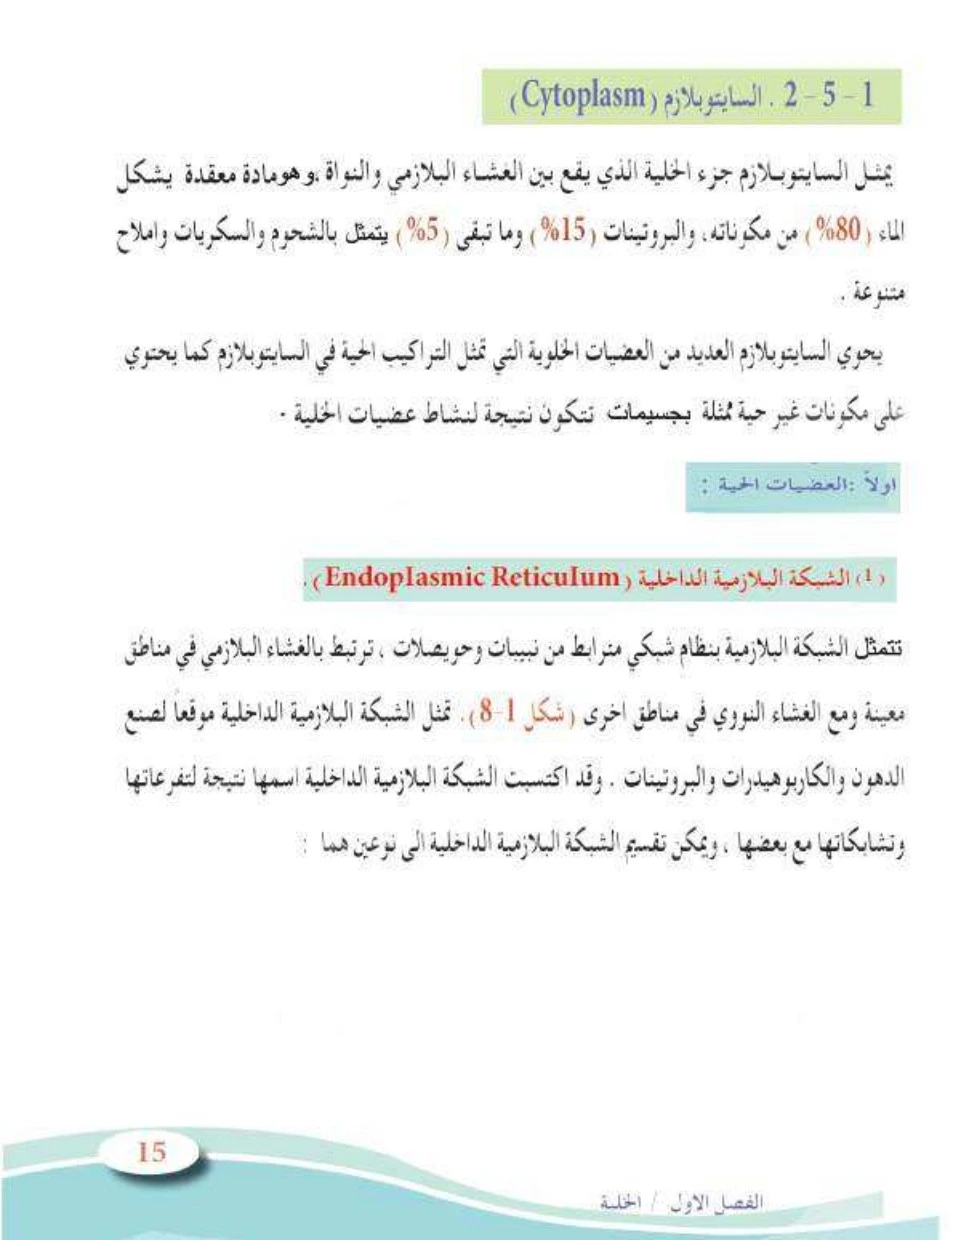 1 - 5 - 2 . السايتوبلازم (Cytoplasm)
يمثل السايتوبلازم جزء الخلية الذي يقع بين الغشاء البلازمي والنواة .وهومادة معقدة يشكل
الماء (80%) من مكوناته، والبروتينات (15%) وما تبقى (5%) يتمثل بالشحوم والسكريات واملاح
متنوعة .
يحوي السايتوبلازم العديد من العضيات الخلوية التي تمثل التراكيب الحية في السايتوبلازم كما يحتوي
على مكونات غير حية ممثلة بجسيمات تتكون نتيجة لنشاط عضيات الخلية .
اولاً :العضيات الحية :
(1) الشبكة البلازمية الداخلية (Endoplasmic Reticulum) .
تتمثل الشبكة البلازمية بنظام شبكي مترابط من نبيبات وحويصلات ، ترتبط بالغشاء البلازمي في مناطق
معينة ومع الغشاء النووي في مناطق اخرى (شكل 1-8). تمثل الشبكة البلازمية الداخلية موقعاً لصنع
الدهون والكاربوهيدرات والبروتينات . وقد اكتسبت الشبكة البلازمية الداخلية اسمها نتيجة لتفرعاتها
وتشابكاتها مع بعضها ، ويمكن تقسيم الشبكة البلازمية الداخلية الى نوعين هما :
15
الفصل الاول / الخلية